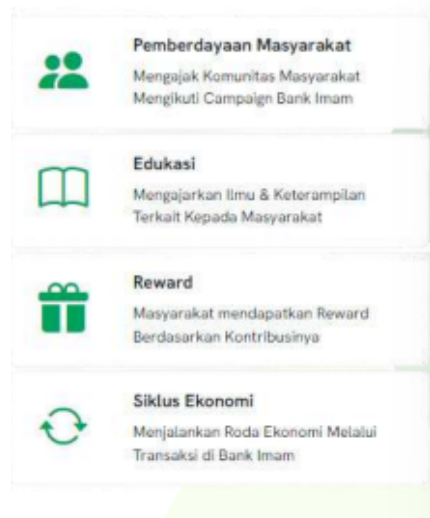 Pemberdayaan Masyarakat
Mengajak Komunitas Masyarakat
Mengikuti Campaign Bank Imam
Edukasi
Mengajarkan Ilmu & Keterampilan
Terkait Kepada Masyarakat
Reward
Masyarakat mendapatkan Reward
Berdasarkan Kontribusinya
Siklus Ekonomi
Menjalankan Roda Ekonomi Melalui
Transaksi di Bank Imam